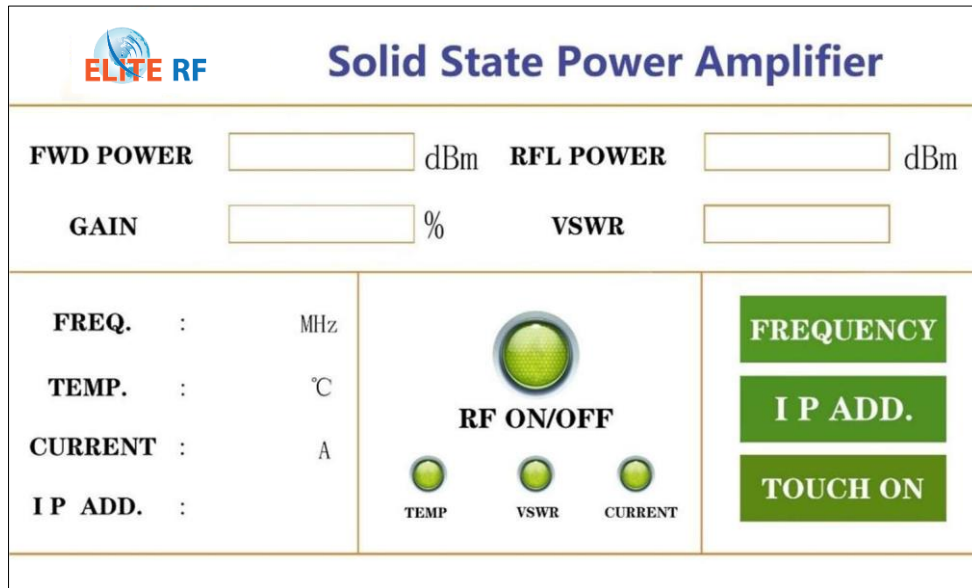 ELITE RF
Solid State Power Amplifier
FWD POWER dBm RFL POWER dBm
GAIN % VSWR
FREQ. : MHz
TEMP. : ℃
CURRENT : A
I P ADD. :
RF ON/OFF
TEMP VSWR CURRENT
FREQUENCY
I P ADD.
TOUCH ON